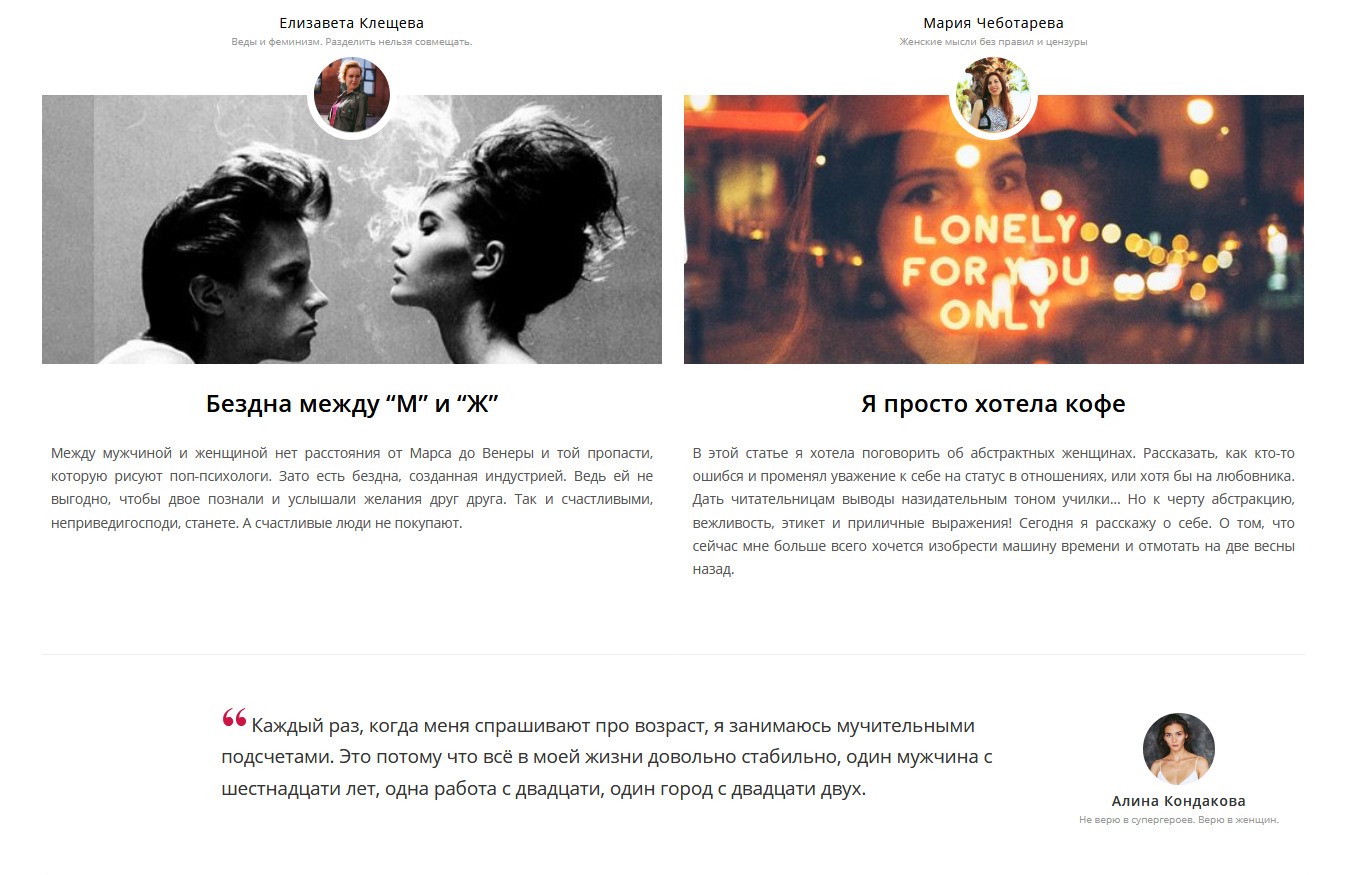 Елизавета Клещева
Веды и феминизм. Разделить нельзя совмещать.
Бездна между “М” и “Ж”
Между мужчиной и женщиной нет расстояния от Марса до Венеры и той пропасти,
которую рисуют поп-психологи. Зато есть бездна, созданная индустрией. Ведь ей не
выгодно, чтобы двое познали и услышали желания друг друга. Так и счастливыми,
неприведигосподи, станете. А счастливые люди не покупают.
Мария Чеботарева
Женские мысли без правил и цензуры
LONELY
FOR YOU
ONLY
Я просто хотела кофе
В этой статье я хотела поговорить об абстрактных женщинах. Рассказать, как кто-то
ошибся и променял уважение к себе на статус в отношениях, или хотя бы на любовника.
Дать читательницам выводы назидательным тоном училки... Но к черту абстракцию,
вежливость, этикет и приличные выражения! Сегодня я расскажу о себе. О том, что
сейчас мне больше всего хочется изобрести машину времени и отмотать на две весны
назад.
“ Каждый раз, когда меня спрашивают про возраст, я занимаюсь мучительными
подсчетами. Это потому что всё в моей жизни довольно стабильно, один мужчина с
шестнадцати лет, одна работа с двадцати, один город с двадцати двух.
Алина Кондакова
Не верю в супергероев. Верю в женщин.